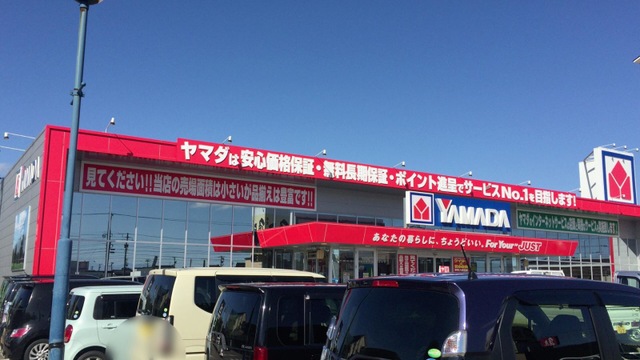 ヤマダは安心価格保証・無料長期保証・ポイント進呈でサービスNo.1を目指します!
見てください!!当店の売場面積は小さいが品揃えは豊富です!!
YAMADA
あなたの暮らしに、ちょうどいい。For You™ JUST
YAMADA